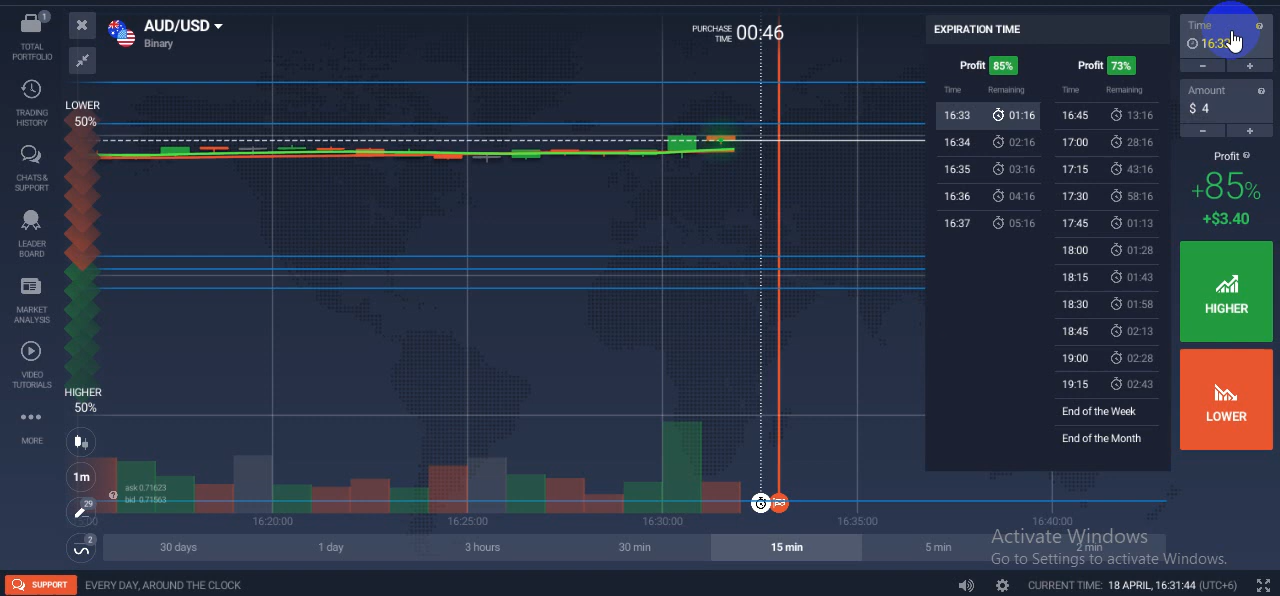 1
TOTAL
PORTFOLIO
TRADING
HISTORY
CHATS &
SUPPORT
LEADER
BOARD
MARKET
ANALYSIS
VIDEO
TUTORIALS
MORE
AUD/USD
Binary
LOWER
50%
HIGHER
50%
1m
29
2
ask 0.71623
bid 0.71563
PURCHASE
TIME
00:46
16:20:00
16:25:00
16:30:00
16:35:00
16:40:00
30 days
1 day
3 hours
30 min
15 min
5 min
2 min
EXPIRATION TIME
Profit 85%
Time Remaining
16:33 01:16
16:34 02:16
16:35 03:16
16:36 04:16
16:37 05:16
Profit 73%
Time Remaining
16:45 13:16
17:00 28:16
17:15 43:16
17:30 58:16
17:45 01:13
18:00 01:28
18:15 01:43
18:30 01:58
18:45 02:13
19:00 02:28
19:15 02:43
End of the Week
End of the Month
Time
16:33
− +
Amount
$ 4
− +
Profit
+85%
+$3.40
HIGHER
LOWER
Activate Windows
Go to Settings to activate Windows.
SUPPORT
EVERY DAY, AROUND THE CLOCK
CURRENT TIME: 18 APRIL, 16:31:44 (UTC+6)